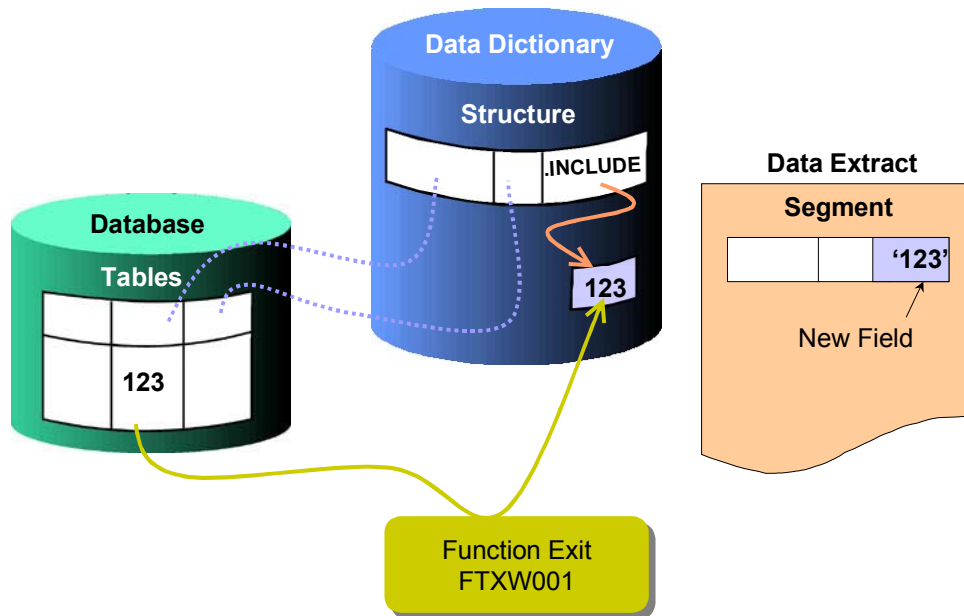 Data Dictionary
Structure
.INCLUDE
123
Database
Tables
123
Data Extract
Segment
‘123’
New Field
Function Exit
FTXW001